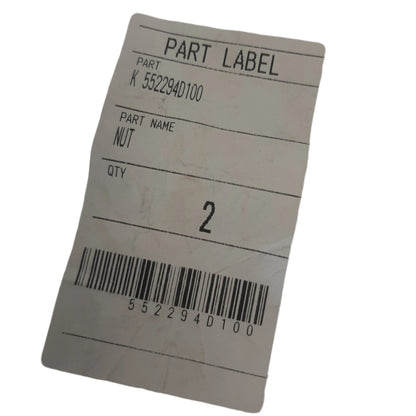 PART LABEL
PART
K 552294D100
PART NAME
NUT
QTY
2
552294D100